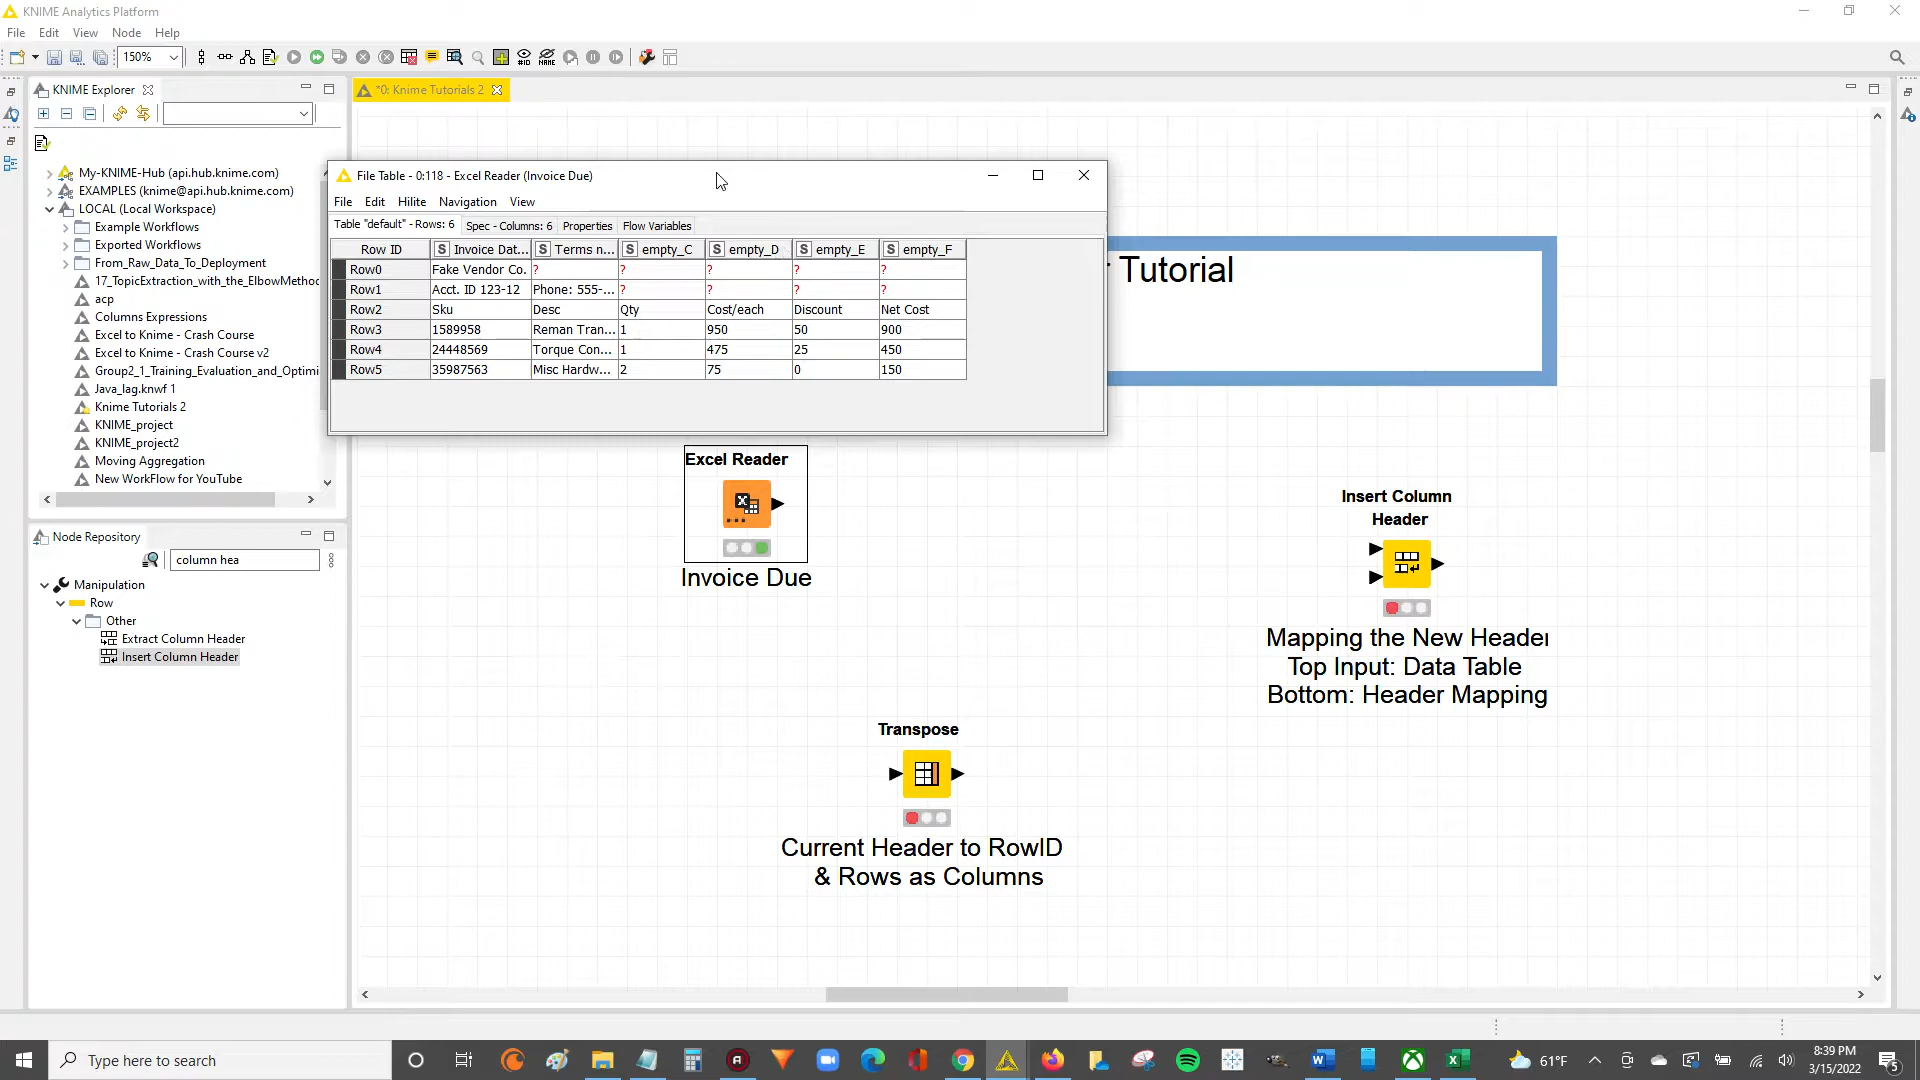 KNIME Analytics Platform
File Edit View Node Help
150%
KNIME Explorer
*0: Knime Tutorials 2
My-KNIME-Hub (api.hub.knime.com)
EXAMPLES (knime@api.hub.knime.com)
LOCAL (Local Workspace)
Example Workflows
Exported Workflows
From_Raw_Data_To_Deployment
17_TopicExtraction_with_the_ElbowMethod
acp
Columns Expressions
Excel to Knime - Crash Course
Excel to Knime - Crash Course v2
Group2_1_Training_Evaluation_and_Optimi
Java_lag.knwf 1
Knime Tutorials 2
KNIME_project
KNIME_project2
Moving Aggregation
New WorkFlow for YouTube
File Table - 0:118 - Excel Reader (Invoice Due)
File Edit Hilite Navigation View
Table "default" - Rows: 6 Spec - Columns: 6 Properties Flow Variables
Row ID S Invoice Dat... S Terms n... S empty_C S empty_D S empty_E S empty_F
Row0 Fake Vendor Co. ? ? ? ? ?
Row1 Acct. ID 123-12 Phone: 555-... ? ? ? ?
Row2 Sku Desc Qty Cost/each Discount Net Cost
Row3 1589958 Reman Tran... 1 950 50 900
Row4 24448569 Torque Con... 1 475 25 450
Row5 35987563 Misc Hardw... 2 75 0 150
Tutorial
Excel Reader
Invoice Due
Insert Column
Header
Mapping the New Header
Top Input: Data Table
Bottom: Header Mapping
Transpose
Current Header to RowID
& Rows as Columns
Node Repository
column hea
Manipulation
Row
Other
Extract Column Header
Insert Column Header
Type here to search
61°F
8:39 PM
3/15/2022
5